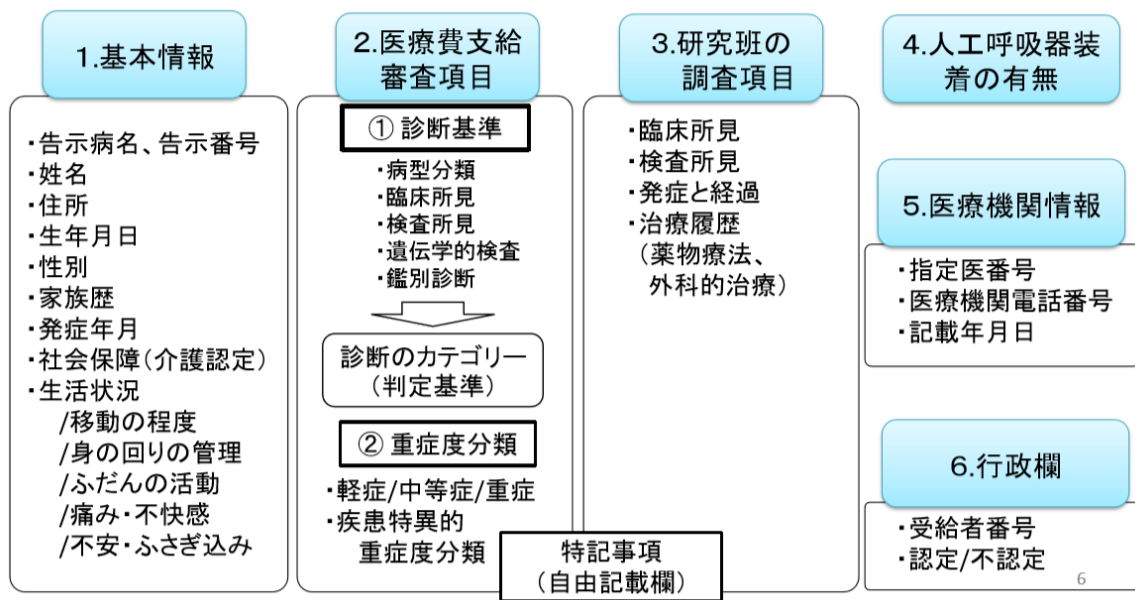 1.基本情報
・告示病名、告示番号
・姓名
・住所
・生年月日
・性別
・家族歴
・発症年月
・社会保障(介護認定)
・生活状況
/移動の程度
/身の回りの管理
/ふだんの活動
/痛み・不快感
/不安・ふさぎ込み
2.医療費支給
審査項目
① 診断基準
・病型分類
・臨床所見
・検査所見
・遺伝学的検査
・鑑別診断
診断のカテゴリー
(判定基準)
② 重症度分類
・軽症/中等症/重症
・疾患特異的
重症度分類
特記事項
(自由記載欄)
3.研究班の
調査項目
・臨床所見
・検査所見
・発症と経過
・治療履歴
(薬物療法、
外科的治療)
4.人工呼吸器装
着の有無
5.医療機関情報
・指定医番号
・医療機関電話番号
・記載年月日
6.行政欄
・受給者番号
・認定/不認定
6